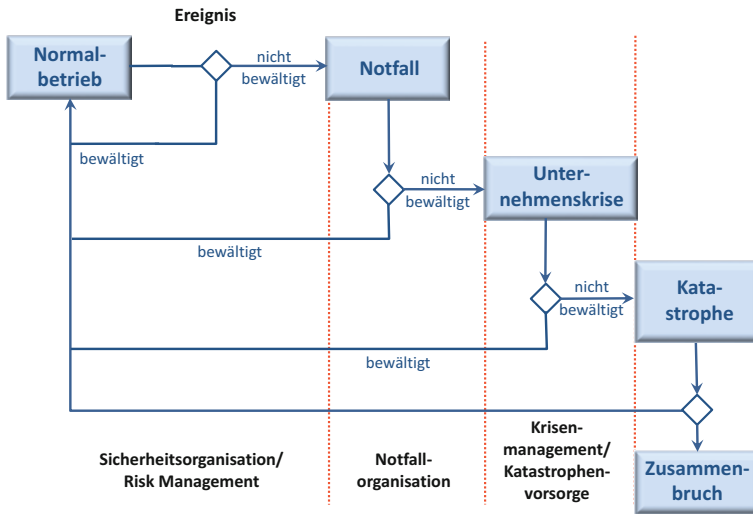 Ereignis
Normal-
betrieb
nicht
bewältigt
Notfall
bewältigt
Unter-
nehmenskrise
nicht
bewältigt
bewältigt
Kata-
strophe
nicht
bewältigt
bewältigt
Sicherheitsorganisation/
Risk Management
Notfall-
organisation
Krisen-
management/
Katastrophen-
vorsorge
Zusammen-
bruch